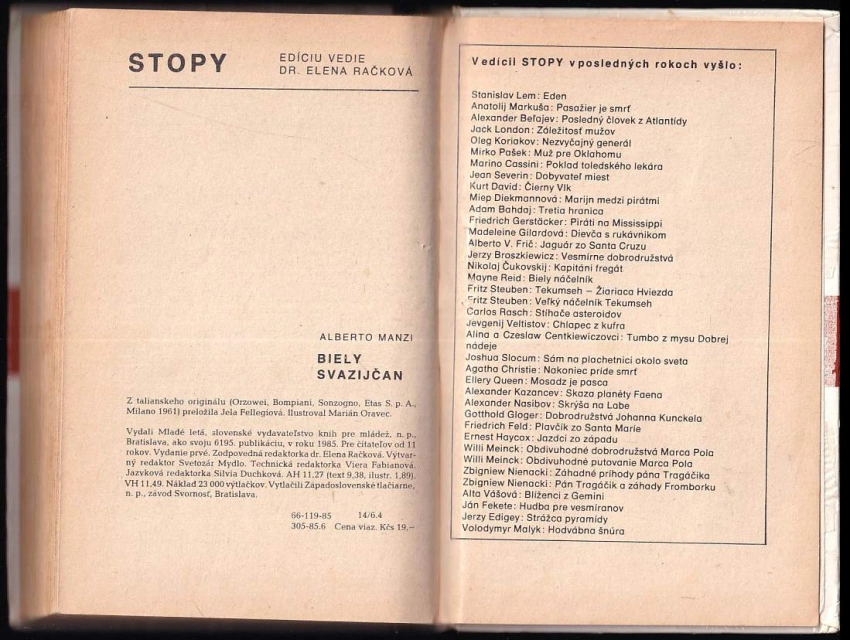 STOPY
EDÍCIU VEDIE
DR. ELENA RAČKOVÁ
ALBERTO MANZI
BIELY
SVAZIJČAN
Z talianskeho originálu (Orzowei, Bompiani, Sonzogno, Etas S. p. A.,
Milano 1961) preložila Jela Fellegiová. Ilustroval Marián Oravec.
Vydali Mladé letá, slovenské vydavateľstvo kníh pre mládež, n. p.,
Bratislava, ako svoju 6195. publikáciu, v roku 1985. Pre čitateľov od 11
rokov. Vydanie prvé. Zodpovedná redaktorka dr. Elena Račková. Výtvar-
ný redaktor Svetozár Mydlo. Technická redaktorka Viera Fabianová.
Jazyková redaktorka Silvia Duchková. AH 11,27 (text 9,38, ilustr. 1,89).
VH 11,49. Náklad 23 000 výtlačkov. Vytlačili Západoslovenské tlačiarne,
n. p., závod Svornosť, Bratislava.
66-119-85 14/6.4
305-85.6 Cena viaz. Kčs 19,–
V edícii STOPY v posledných rokoch vyšlo:
Stanislav Lem: Eden
Anatolij Markuša: Pasažier je smrť
Alexander Beľajev: Posledný človek z Atlantídy
Jack London: Záležitosť mužov
Oleg Koriakov: Nezvyčajný generál
Mirko Pašek: Muž pre Oklahomu
Marino Cassini: Poklad toledského lekára
Jean Severin: Dobyvateľ miest
Kurt David: Čierny Vlk
Miep Diekmannová: Marijn medzi pirátmi
Adam Bahdaj: Tretia hranica
Friedrich Gerstäcker: Piráti na Mississippi
Madeleine Gilardová: Dievča s rukávnikom
Alberto V. Frič: Jaguár zo Santa Cruzu
Jerzy Broszkiewicz: Vesmírne dobrodružstvá
Nikolaj Čukovskij: Kapitáni fregát
Mayne Reid: Biely náčelník
Fritz Steuben: Tekumseh – Žiariaca Hviezda
Fritz Steuben: Veľký náčelník Tekumseh
Carlos Rasch: Stíhače asteroidov
Jevgenij Veltistov: Chlapec z kufra
Alina a Czeslaw Centkiewiczovci: Tumbo z mysu Dobrej
nádeje
Joshua Slocum: Sám na plachetnici okolo sveta
Agatha Christie: Nakoniec príde smrť
Ellery Queen: Mosadz je pasca
Alexander Kazancev: Skaza planéty Faena
Alexander Nasibov: Skrýša na Labe
Gotthold Gloger: Dobrodružstvá Johanna Kunckela
Friedrich Feld: Plavčík zo Santa Marie
Ernest Haycox: Jazdci zo západu
Willi Meinck: Obdivuhodné dobrodružstvá Marca Pola
Willi Meinck: Obdivuhodné putovanie Marca Pola
Zbigniew Nienacki: Záhadné príhody pána Tragáčika
Zbigniew Nienacki: Pán Tragáčik a záhady Fromborku
Alta Vášová: Blíženci z Gemini
Ján Fekete: Hudba pre vesmíranov
Jerzy Edigey: Strážca pyramídy
Volodymyr Malyk: Hodvábna šnúra